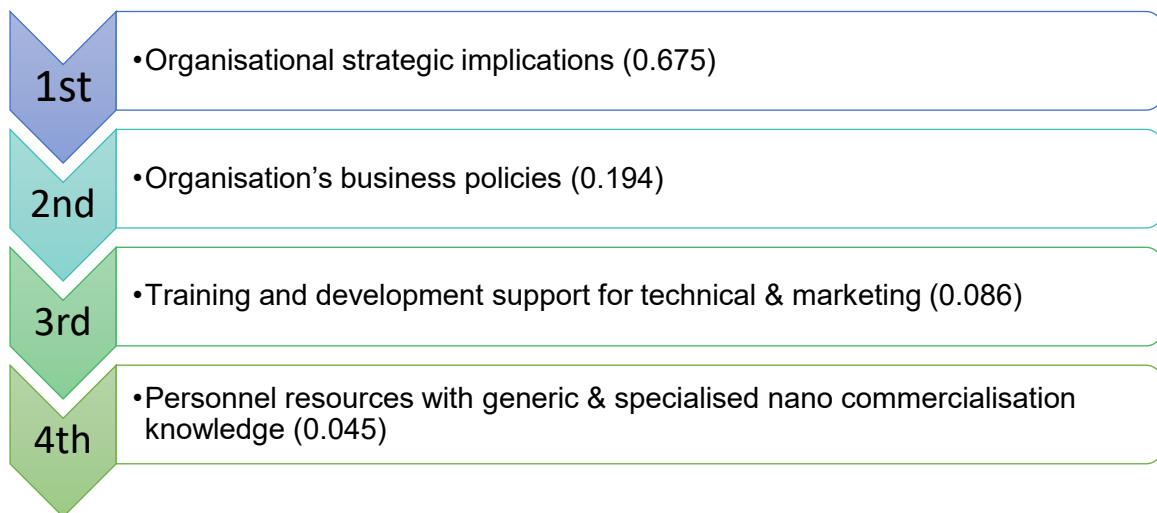 1st
•Organisational strategic implications (0.675)
2nd
•Organisation’s business policies (0.194)
3rd
•Training and development support for technical & marketing (0.086)
4th
•Personnel resources with generic & specialised nano commercialisation
knowledge (0.045)